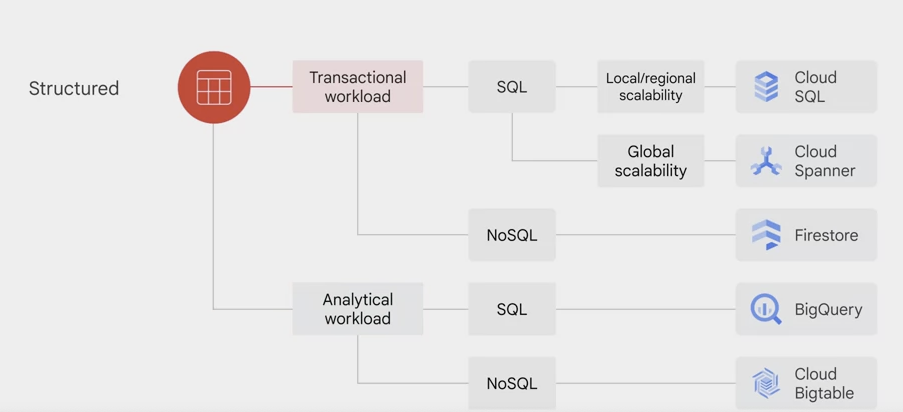 Structured
Transactional
workload
SQL
Local/regional
scalability
Cloud
SQL
Global
scalability
Cloud
Spanner
NoSQL
Firestore
Analytical
workload
SQL
BigQuery
NoSQL
Cloud
Bigtable